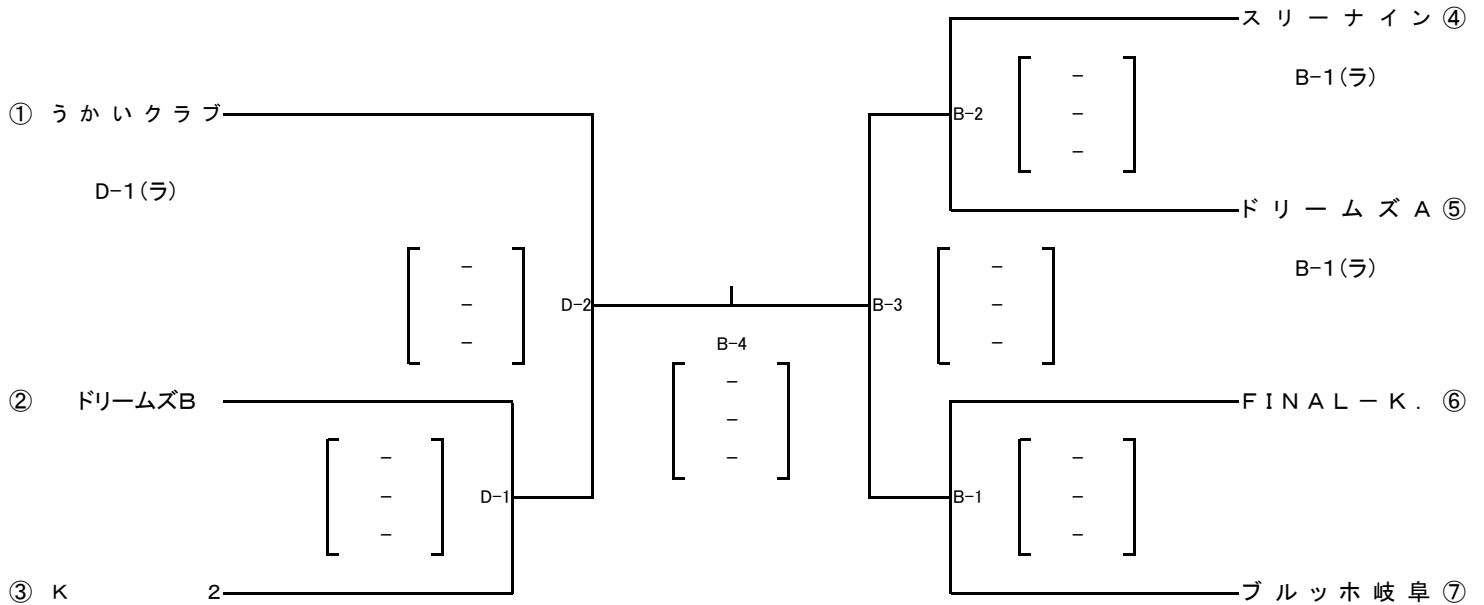 スリーナイン ④
- B-1(ラ)
① うかいクラブ
B-2 -
-
D-1(ラ)
ドリームズA ⑤
- - B-1(ラ)
D-2 - B-3 -
- B-4 -
-
② ドリームズB
- FINAL-K. ⑥
- - -
D-1 - B-1 -
- -
③ K 2
ブルッホ岐阜 ⑦